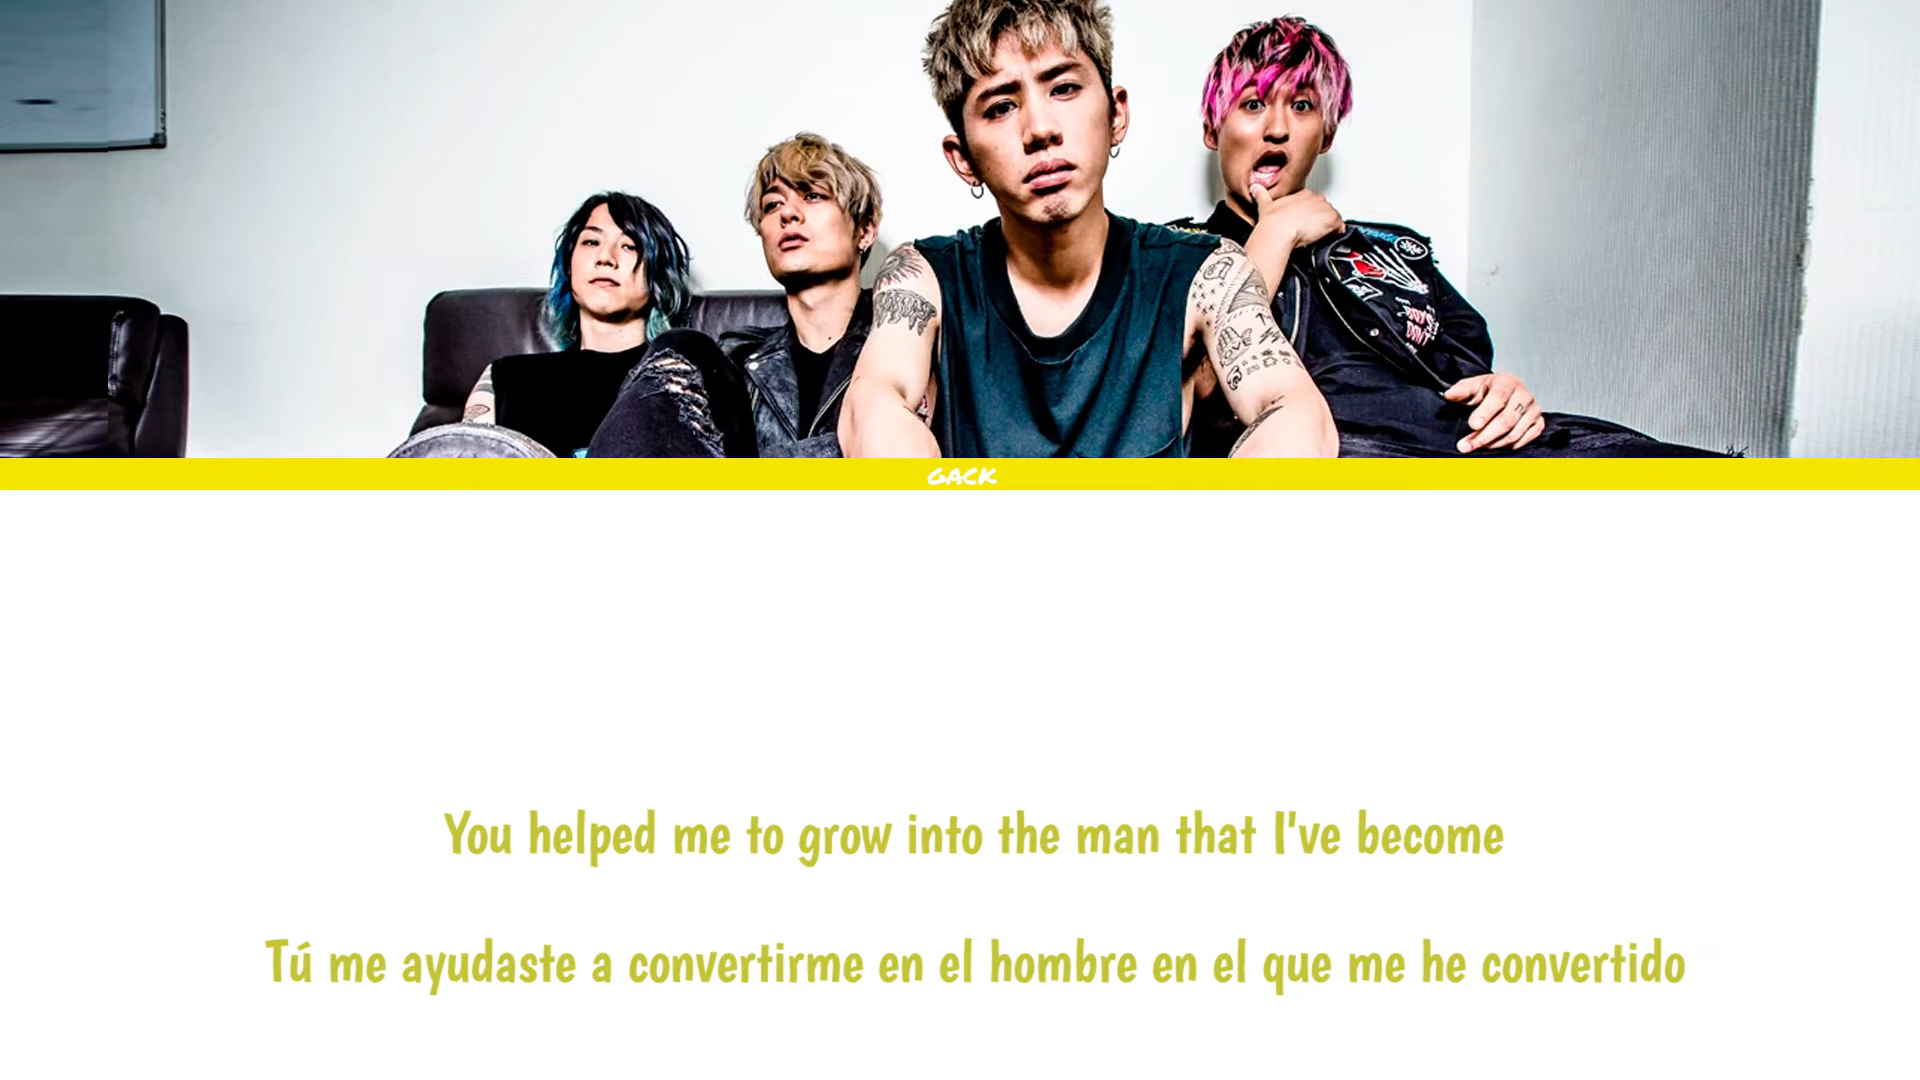 GACK
You helped me to grow into the man that I've become
Tú me ayudaste a convertirme en el hombre en el que me he convertido